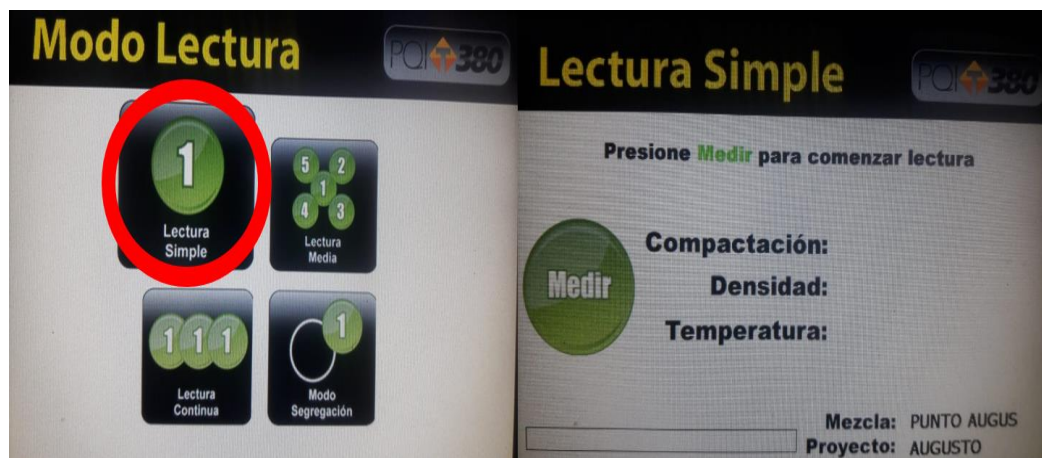 Modo Lectura
PQI T 380
1
Lectura
Simple
5 2
1
4 3
Lectura
Media
1 1 1
Lectura
Continua
1
Modo
Segregación
Lectura Simple
PQI T 380
Presione Medir para comenzar lectura
Medir
Compactación:
Densidad:
Temperatura:
Mezcla: PUNTO AUGUS
Proyecto: AUGUSTO